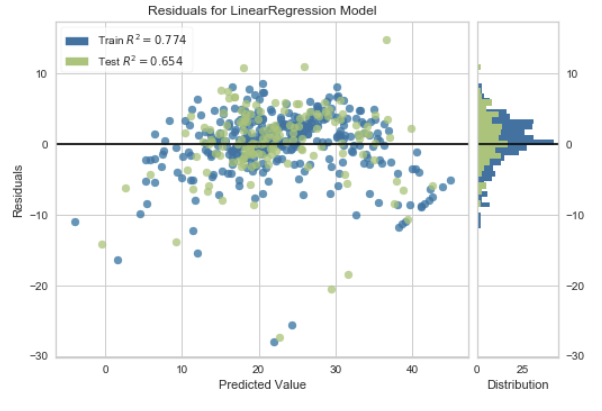 Residuals for LinearRegression Model
Train R² = 0.774
Test R² = 0.654
Residuals
10
0
−10
−20
−30
0
10
20
30
40
Predicted Value
10
0
−10
−20
−30
0
25
Distribution